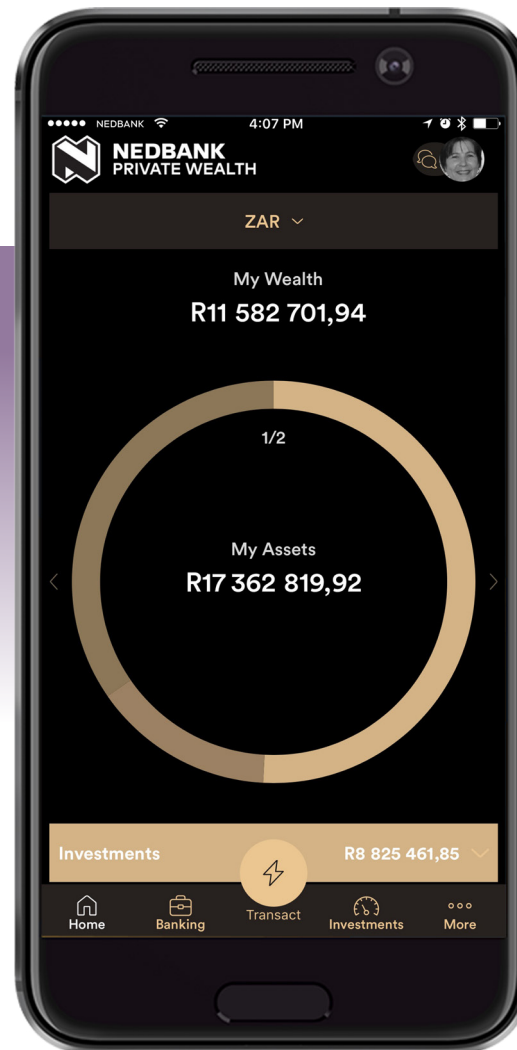 NEDBANK
4:07 PM
NEDBANK
PRIVATE WEALTH
ZAR
My Wealth
R11 582 701,94
1/2
My Assets
R17 362 819,92
Investments R8 825 461,85
Home Banking Transact Investments More